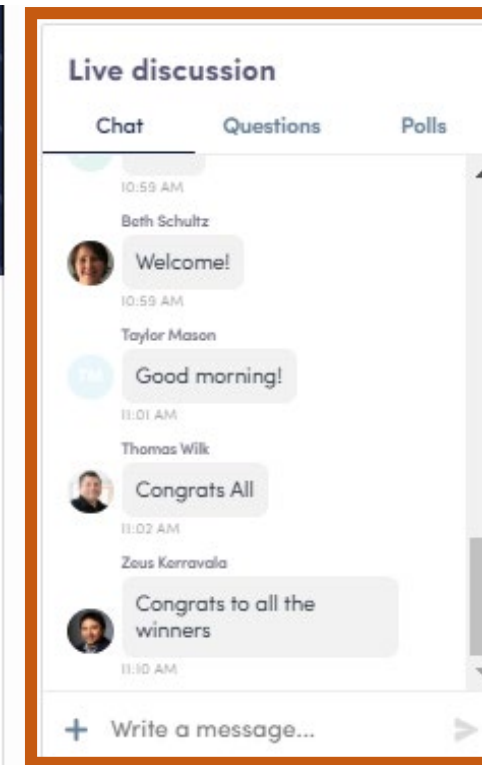 Live discussion
Chat Questions Polls
10:59 AM
Beth Schultz
Welcome!
10:59 AM
Taylor Mason
TM
Good morning!
11:01 AM
Thomas Wilk
Congrats All
11:02 AM
Zeus Kerravala
Congrats to all the
winners
11:10 AM
+ Write a message...